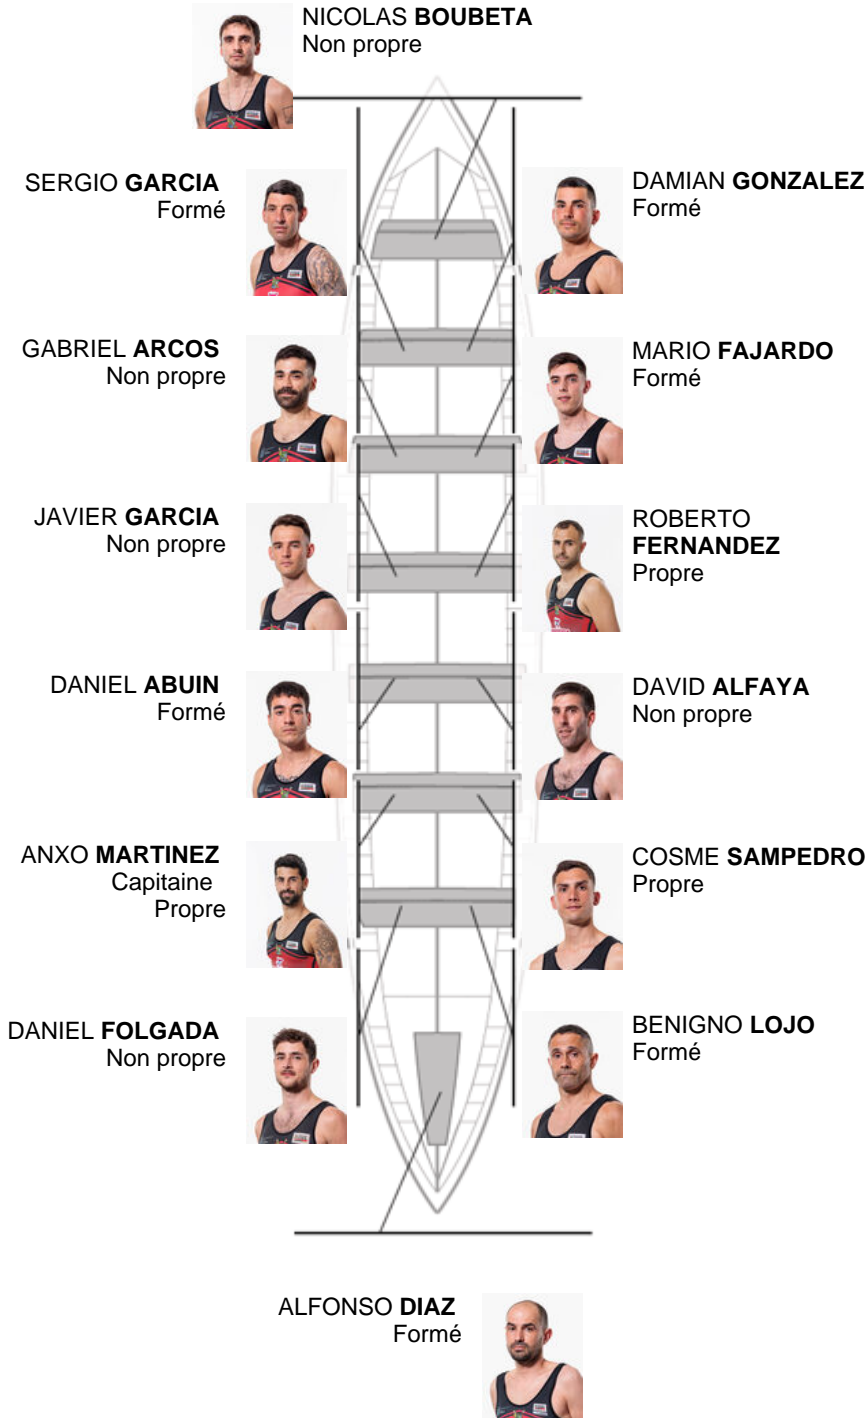 NICOLAS BOUBETA
Non propre
SERGIO GARCIA
Formé
DAMIAN GONZALEZ
Formé
GABRIEL ARCOS
Non propre
MARIO FAJARDO
Formé
JAVIER GARCIA
Non propre
ROBERTO
FERNANDEZ
Propre
DANIEL ABUIN
Formé
DAVID ALFAYA
Non propre
ANXO MARTINEZ
Capitaine
Propre
COSME SAMPEDRO
Propre
DANIEL FOLGADA
Non propre
BENIGNO LOJO
Formé
ALFONSO DIAZ
Formé